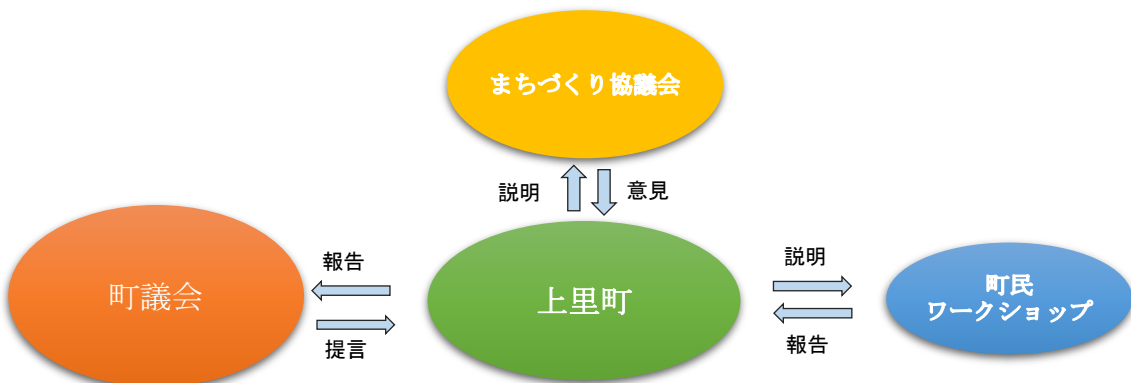 まちづくり協議会
説明
意見
報告
町議会
提言
上里町
説明
報告
町民
ワークショップ